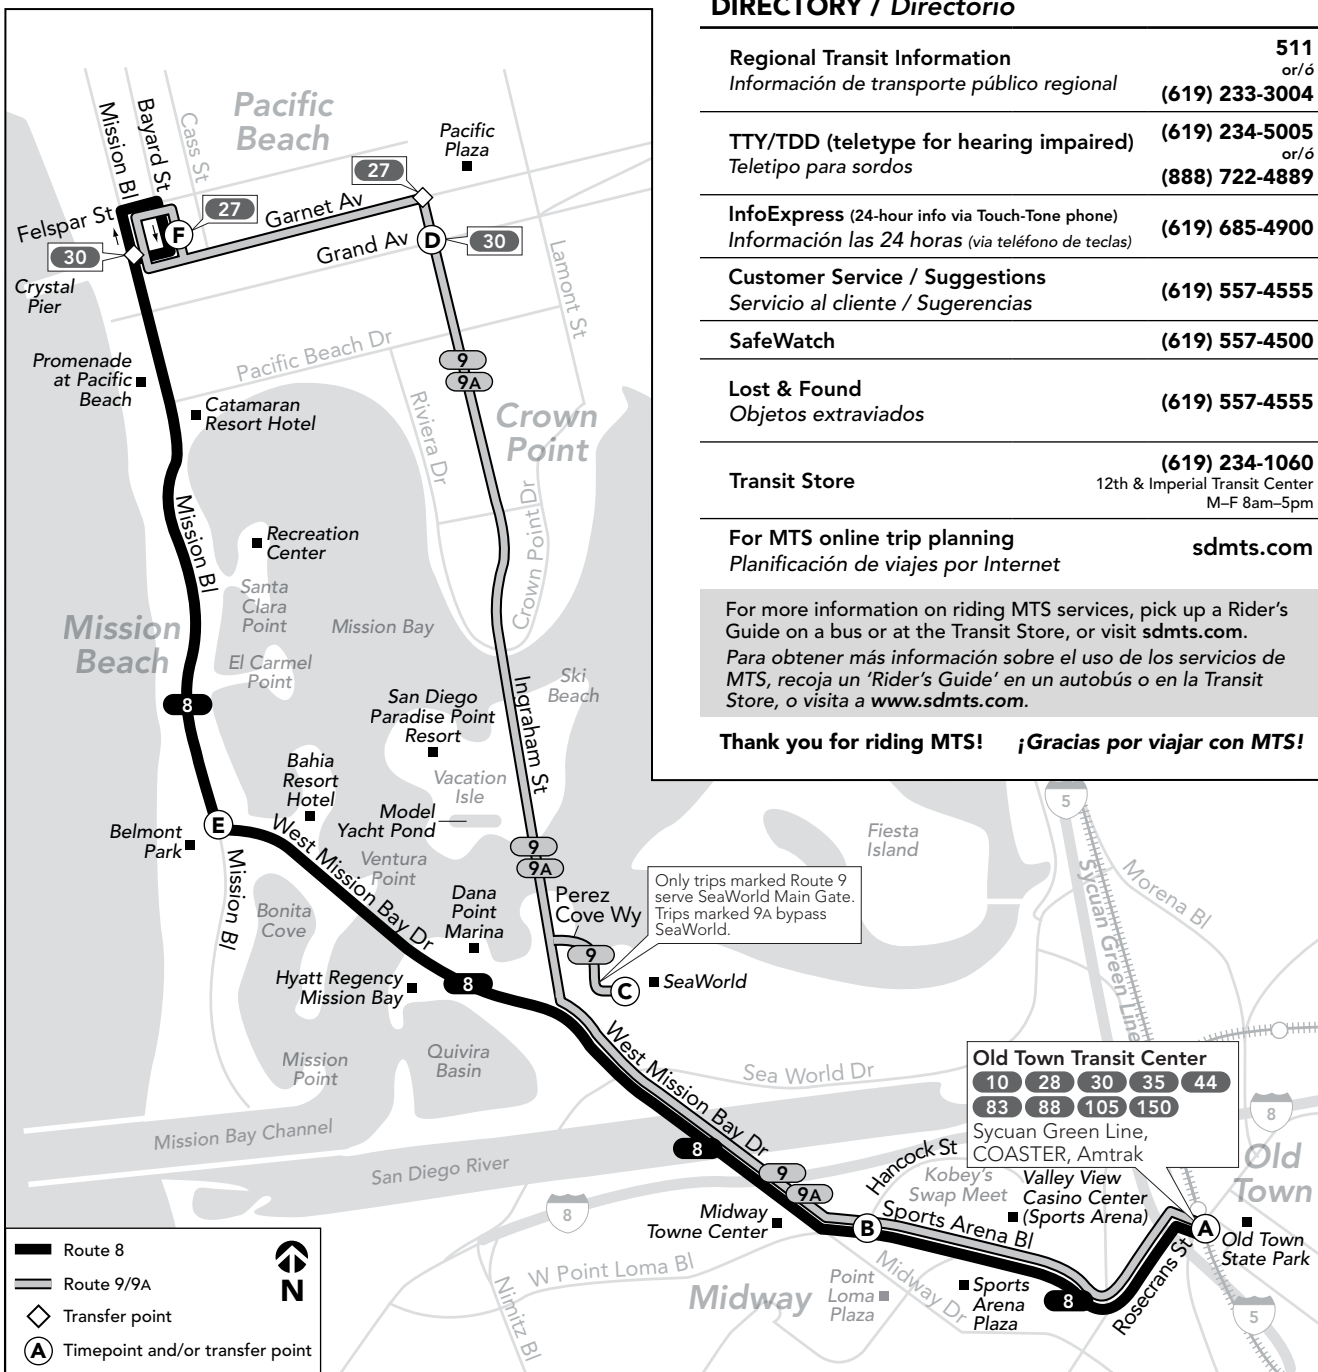 DIRECTORY / Directorio
Regional Transit Information
Información de transporte público regional
511
or/ó
(619) 233-3004
TTY/TDD (teletype for hearing impaired)
Teletipo para sordos
(619) 234-5005
or/ó
(888) 722-4889
InfoExpress (24-hour info via Touch-Tone phone)
Información las 24 horas (via teléfono de teclas)
(619) 685-4900
Customer Service / Suggestions
Servicio al cliente / Sugerencias
(619) 557-4555
SafeWatch
(619) 557-4500
Lost & Found
Objetos extraviados
(619) 557-4555
Transit Store
(619) 234-1060
12th & Imperial Transit Center
M–F 8am–5pm
For MTS online trip planning
Planificación de viajes por Internet
sdmts.com
For more information on riding MTS services, pick up a Rider's
Guide on a bus or at the Transit Store, or visit sdmts.com.
Para obtener más información sobre el uso de los servicios de
MTS, recoja un 'Rider's Guide' en un autobús o en la Transit
Store, o visita a www.sdmts.com.
Thank you for riding MTS!
¡Gracias por viajar con MTS!
Mission Bl
Bayard St
Cass St
Pacific
Beach
Pacific
Plaza
27
27
Felspar St
F
Garnet Av
30
Grand Av
D
30
Crystal
Pier
Lamont St
Promenade
at Pacific
Beach
Pacific Beach Dr
9
9A
Catamaran
Resort Hotel
Riviera Dr
Crown
Point
Mission Bl
Crown Point Dr
Recreation
Center
Santa
Clara
Point
Mission
Beach
Mission Bay
El Carmel
Point
Ski
Beach
8
San Diego
Paradise Point
Resort
Ingraham St
Bahia
Resort
Hotel
Vacation
Isle
Model
Yacht Pond
5
Belmont
Park
E
West Mission Bay Dr
Mission Bl
Ventura
Point
9
9A
Fiesta
Island
Sycuan Green Line
Morena Bl
Bonita
Cove
Dana
Point
Marina
Perez
Cove Wy
Only trips marked Route 9
serve SeaWorld Main Gate.
Trips marked 9A bypass
SeaWorld.
9
Hyatt Regency
Mission Bay
8
C
SeaWorld
Mission
Point
Quivira
Basin
West Mission Bay Dr
Sea World Dr
Old Town Transit Center
10 28 30 35 44
83 88 105 150
Sycuan Green Line,
COASTER, Amtrak
8
Mission Bay Channel
San Diego River
8
9
9A
Hancock St
Kobey's
Swap Meet
Valley View
Casino Center
(Sports Arena)
Old
Town
8
Midway
Towne Center
B
Sports Arena Bl
A
Old Town
State Park
W Point Loma Bl
Nimitz Bl
Midway
Point
Loma
Plaza
Midway Dr
Sports
Arena
Plaza
8
Rosecrans St
5
Route 8
Route 9/9A
Transfer point
A
Timepoint and/or transfer point
N